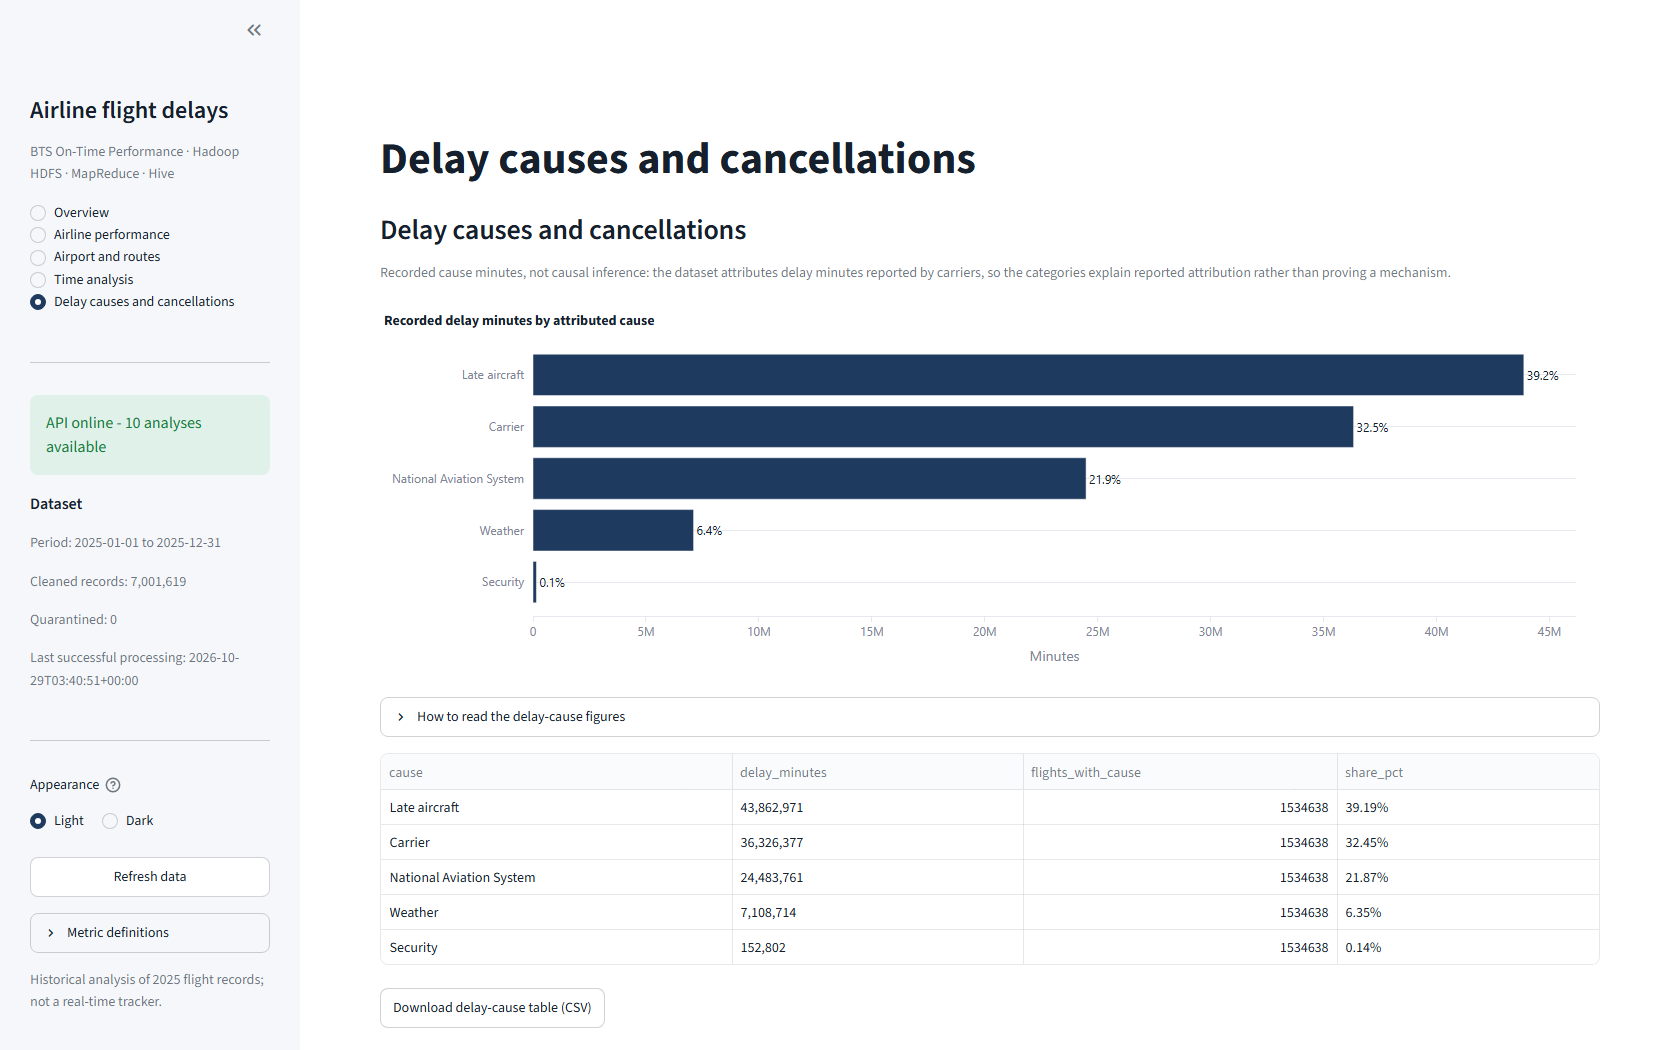 Airline flight delays
BTS On-Time Performance · Hadoop
HDFS · MapReduce · Hive
Overview
Airline performance
Airport and routes
Time analysis
Delay causes and cancellations
API online - 10 analyses
available
Dataset
Period: 2025-01-01 to 2025-12-31
Cleaned records: 7,001,619
Quarantined: 0
Last successful processing: 2026-10-
29T03:40:51+00:00
Appearance
Light Dark
Refresh data
Metric definitions
Historical analysis of 2025 flight records;
not a real-time tracker.
Delay causes and cancellations
Delay causes and cancellations
Recorded cause minutes, not causal inference: the dataset attributes delay minutes reported by carriers, so the categories explain reported attribution rather than proving a mechanism.
Recorded delay minutes by attributed cause
Late aircraft 39.2%
Carrier 32.5%
National Aviation System 21.9%
Weather 6.4%
Security 0.1%
0 5M 10M 15M 20M 25M 30M 35M 40M 45M
Minutes
How to read the delay-cause figures
cause delay_minutes flights_with_cause share_pct
Late aircraft 43,862,971 1534638 39.19%
Carrier 36,326,377 1534638 32.45%
National Aviation System 24,483,761 1534638 21.87%
Weather 7,108,714 1534638 6.35%
Security 152,802 1534638 0.14%
Download delay-cause table (CSV)